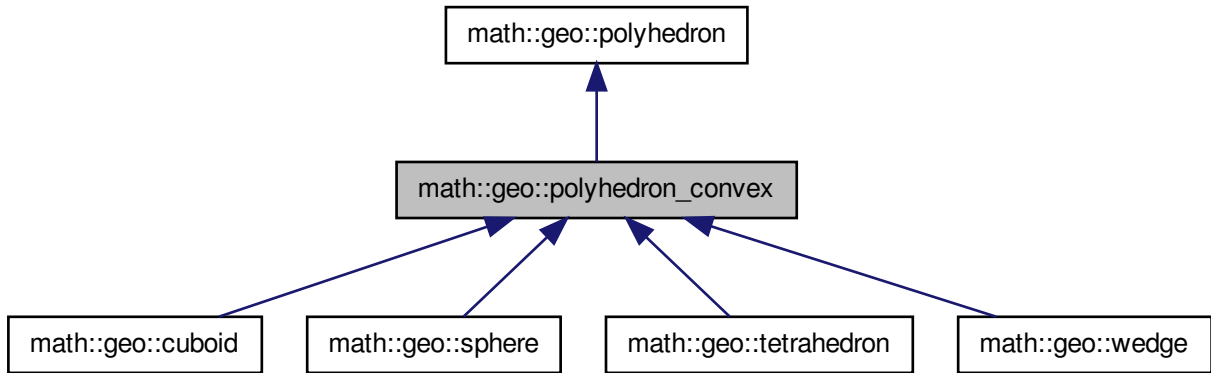 math::geo::polyhedron
math::geo::polyhedron_convex
math::geo::cuboid
math::geo::sphere
math::geo::tetrahedron
math::geo::wedge